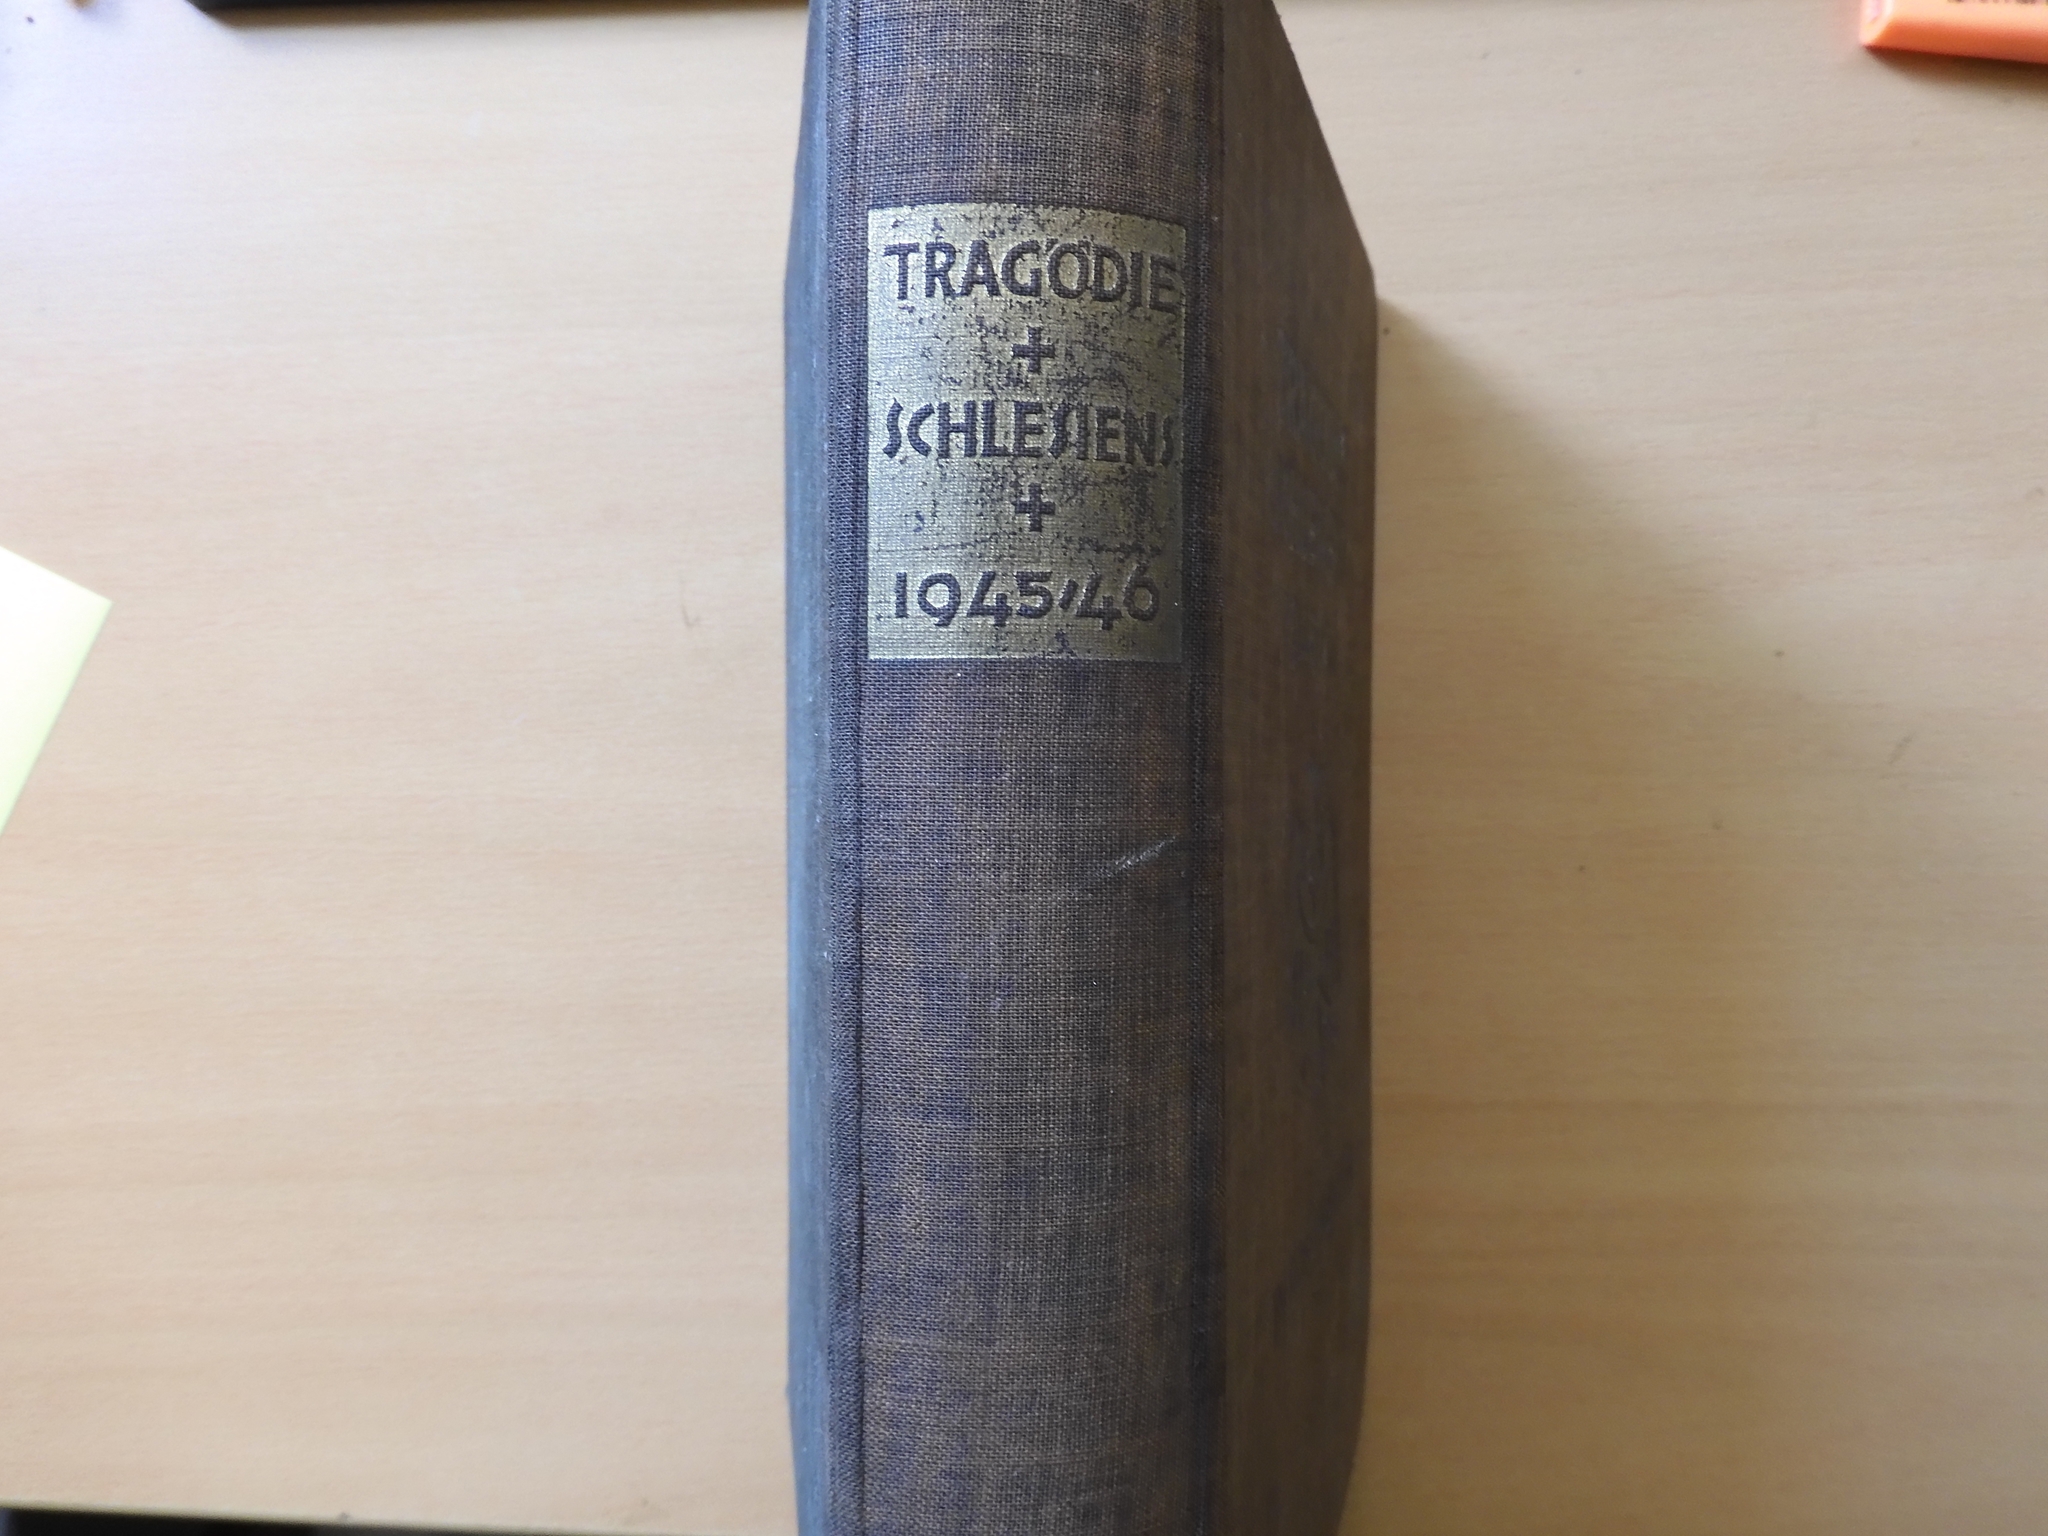 TRAGÖDIE
+
SCHLESIENS
+
1945/46